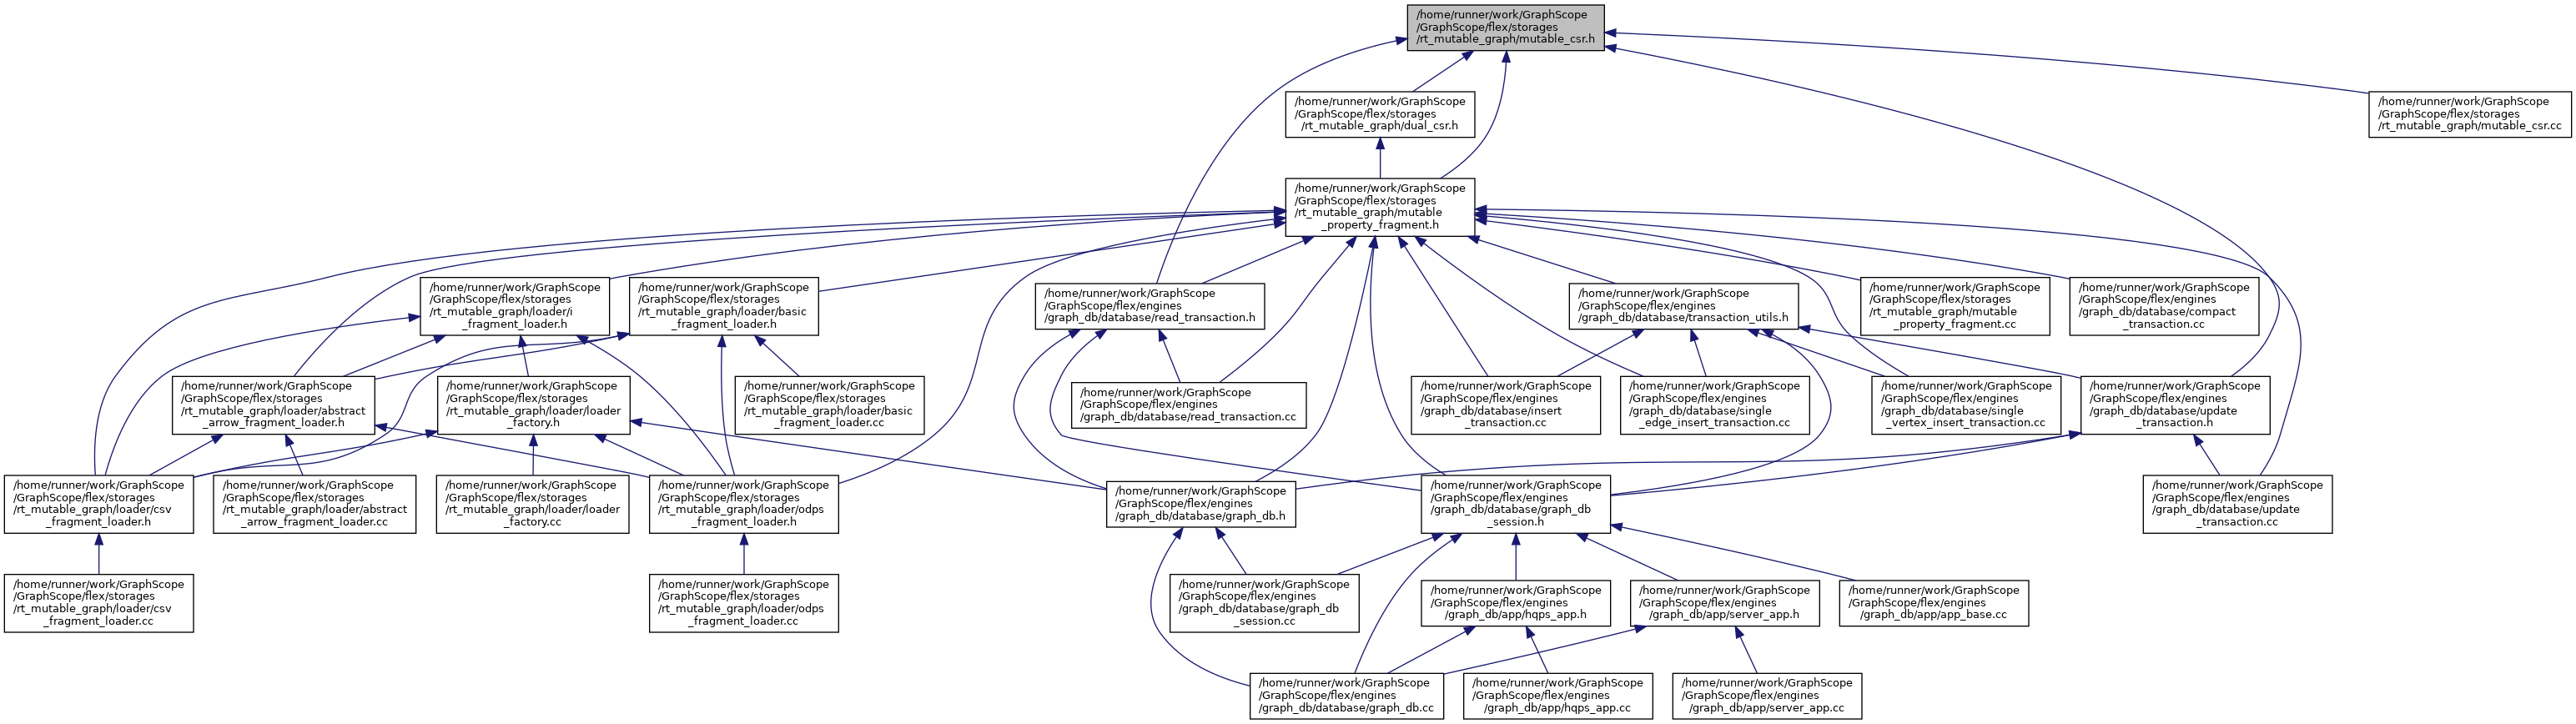 /home/runner/work/GraphScope
/GraphScope/flex/storages
/rt_mutable_graph/mutable_csr.h
/home/runner/work/GraphScope
/GraphScope/flex/storages
/rt_mutable_graph/dual_csr.h
/home/runner/work/GraphScope
/GraphScope/flex/storages
/rt_mutable_graph/mutable_csr.cc
/home/runner/work/GraphScope
/GraphScope/flex/storages
/rt_mutable_graph/mutable
_property_fragment.h
/home/runner/work/GraphScope
/GraphScope/flex/storages
/rt_mutable_graph/loader/i
_fragment_loader.h
/home/runner/work/GraphScope
/GraphScope/flex/storages
/rt_mutable_graph/loader/basic
_fragment_loader.h
/home/runner/work/GraphScope
/GraphScope/flex/engines
/graph_db/database/read_transaction.h
/home/runner/work/GraphScope
/GraphScope/flex/engines
/graph_db/database/transaction_utils.h
/home/runner/work/GraphScope
/GraphScope/flex/storages
/rt_mutable_graph/mutable
_property_fragment.cc
/home/runner/work/GraphScope
/GraphScope/flex/engines
/graph_db/database/compact
_transaction.cc
/home/runner/work/GraphScope
/GraphScope/flex/storages
/rt_mutable_graph/loader/abstract
_arrow_fragment_loader.h
/home/runner/work/GraphScope
/GraphScope/flex/storages
/rt_mutable_graph/loader/loader
_factory.h
/home/runner/work/GraphScope
/GraphScope/flex/storages
/rt_mutable_graph/loader/basic
_fragment_loader.cc
/home/runner/work/GraphScope
/GraphScope/flex/engines
/graph_db/database/read_transaction.cc
/home/runner/work/GraphScope
/GraphScope/flex/engines
/graph_db/database/insert
_transaction.cc
/home/runner/work/GraphScope
/GraphScope/flex/engines
/graph_db/database/single
_edge_insert_transaction.cc
/home/runner/work/GraphScope
/GraphScope/flex/engines
/graph_db/database/single
_vertex_insert_transaction.cc
/home/runner/work/GraphScope
/GraphScope/flex/engines
/graph_db/database/update
_transaction.h
/home/runner/work/GraphScope
/GraphScope/flex/storages
/rt_mutable_graph/loader/csv
_fragment_loader.h
/home/runner/work/GraphScope
/GraphScope/flex/storages
/rt_mutable_graph/loader/abstract
_arrow_fragment_loader.cc
/home/runner/work/GraphScope
/GraphScope/flex/storages
/rt_mutable_graph/loader/loader
_factory.cc
/home/runner/work/GraphScope
/GraphScope/flex/storages
/rt_mutable_graph/loader/odps
_fragment_loader.h
/home/runner/work/GraphScope
/GraphScope/flex/engines
/graph_db/database/graph_db.h
/home/runner/work/GraphScope
/GraphScope/flex/engines
/graph_db/database/graph_db
_session.h
/home/runner/work/GraphScope
/GraphScope/flex/engines
/graph_db/database/update
_transaction.cc
/home/runner/work/GraphScope
/GraphScope/flex/storages
/rt_mutable_graph/loader/csv
_fragment_loader.cc
/home/runner/work/GraphScope
/GraphScope/flex/storages
/rt_mutable_graph/loader/odps
_fragment_loader.cc
/home/runner/work/GraphScope
/GraphScope/flex/engines
/graph_db/database/graph_db
_session.cc
/home/runner/work/GraphScope
/GraphScope/flex/engines
/graph_db/app/hqps_app.h
/home/runner/work/GraphScope
/GraphScope/flex/engines
/graph_db/app/server_app.h
/home/runner/work/GraphScope
/GraphScope/flex/engines
/graph_db/app/app_base.cc
/home/runner/work/GraphScope
/GraphScope/flex/engines
/graph_db/database/graph_db.cc
/home/runner/work/GraphScope
/GraphScope/flex/engines
/graph_db/app/hqps_app.cc
/home/runner/work/GraphScope
/GraphScope/flex/engines
/graph_db/app/server_app.cc